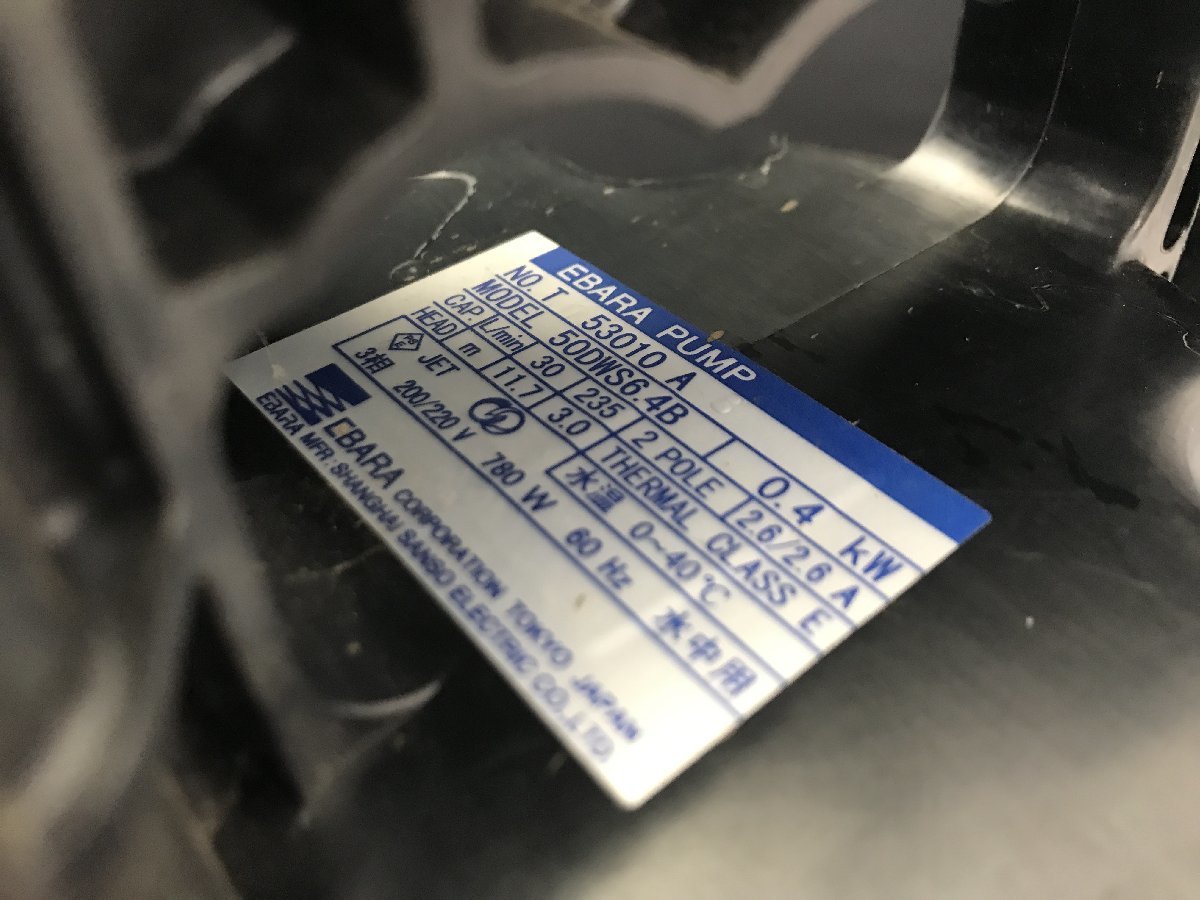 EBARA PUMP
NO. T 53010 A
MODEL 50DWS6.4B 0.4 kW
CAP L/min 30 235 2 POLE 2.6/2.6 A
HEAD m 11.7 3.0 THERMAL CLASS E
JET 水温 0~40℃
3相 200/220 V 780 W 60 Hz 水中用
EBARA CORPORATION TOKYO JAPAN
EBARA MFR. SHANGHAI SANSO ELECTRIC CO.,LTD.